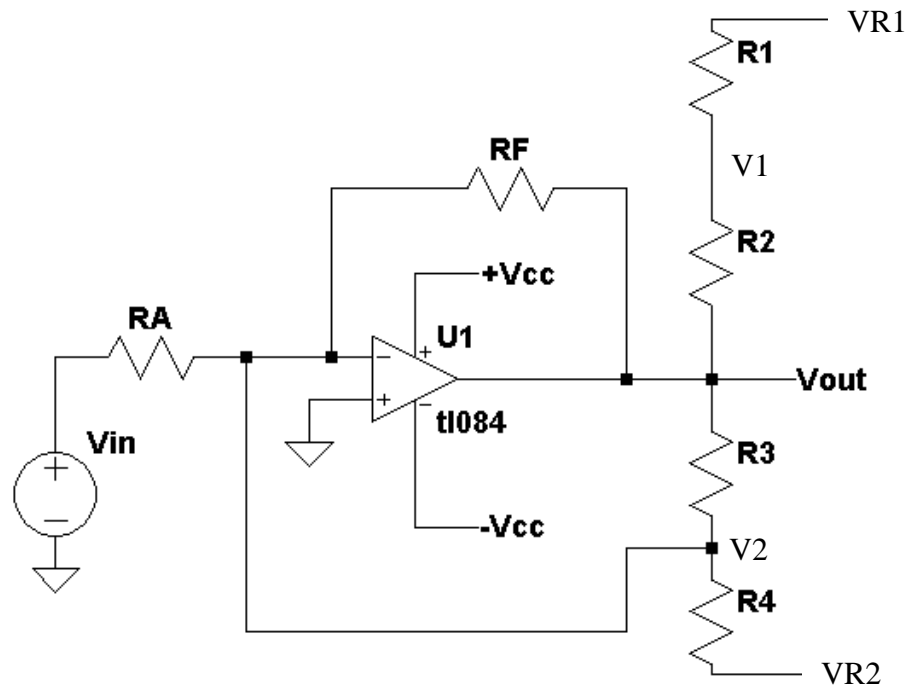 VR1
R1
V1
RF
R2
+Vcc
RA
U1
Vout
tl084
Vin
R3
-Vcc
V2
R4
VR2